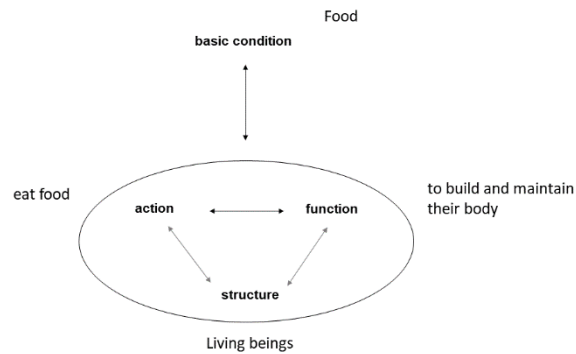 Food
basic condition
eat food
to build and maintain
their body
action
function
structure
Living beings